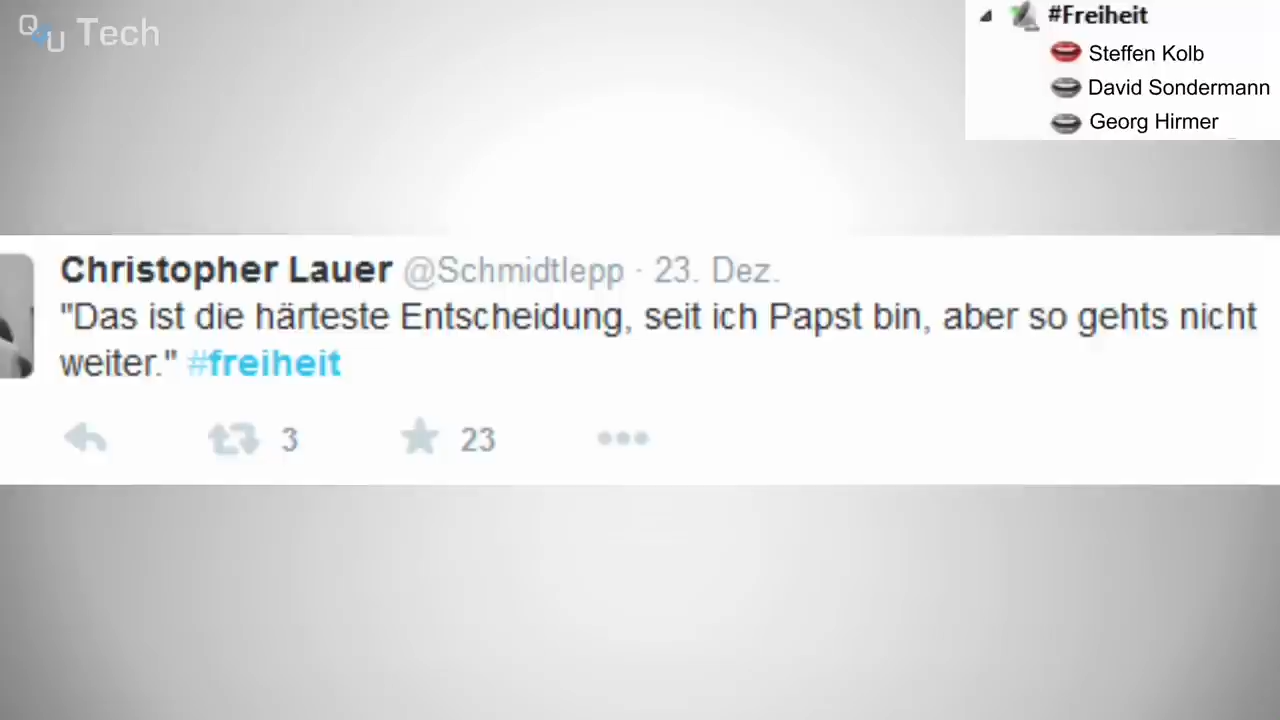 QSU Tech
#Freiheit
Steffen Kolb
David Sondermann
Georg Hirmer
Christopher Lauer @Schmidtlepp · 23. Dez.
"Das ist die härteste Entscheidung, seit ich Papst bin, aber so gehts nicht
weiter." #freiheit
3 23